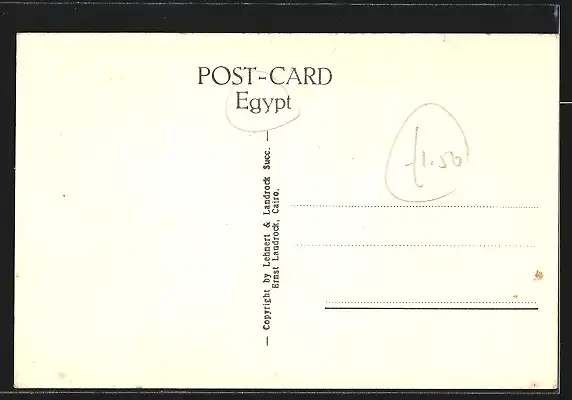 POST-CARD
Egypt
— Copyright by Lehnert & Landrock Succ. —
Ernst Landrock, Cairo.
£1.50